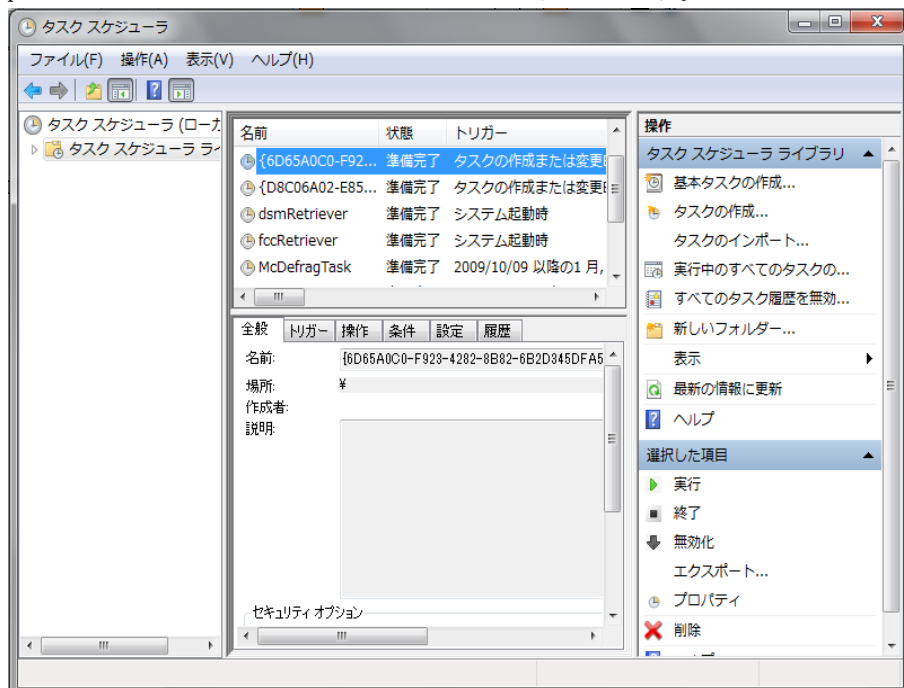 タスク スケジューラ
ファイル(F) 操作(A) 表示(V) ヘルプ(H)
タスク スケジューラ (ローカ
タスク スケジューラ ライ
名前 状態 トリガー
{6D65A0C0-F92... 準備完了 タスクの作成または変更
{D8C06A02-E85... 準備完了 タスクの作成または変更
dsmRetriever 準備完了 システム起動時
fccRetriever 準備完了 システム起動時
McDefragTask 準備完了 2009/10/09 以降の1 月,
全般 トリガー 操作 条件 設定 履歴
名前: {6D65A0C0-F923-4282-8B82-6B2D345DFA5
場所: ¥
作成者:
説明:
セキュリティ オプション
操作
タスク スケジューラ ライブラリ
基本タスクの作成...
タスクの作成...
タスクのインポート...
実行中のすべてのタスクの...
すべてのタスク履歴を無効...
新しいフォルダー...
表示
最新の情報に更新
ヘルプ
選択した項目
実行
終了
無効化
エクスポート...
プロパティ
削除